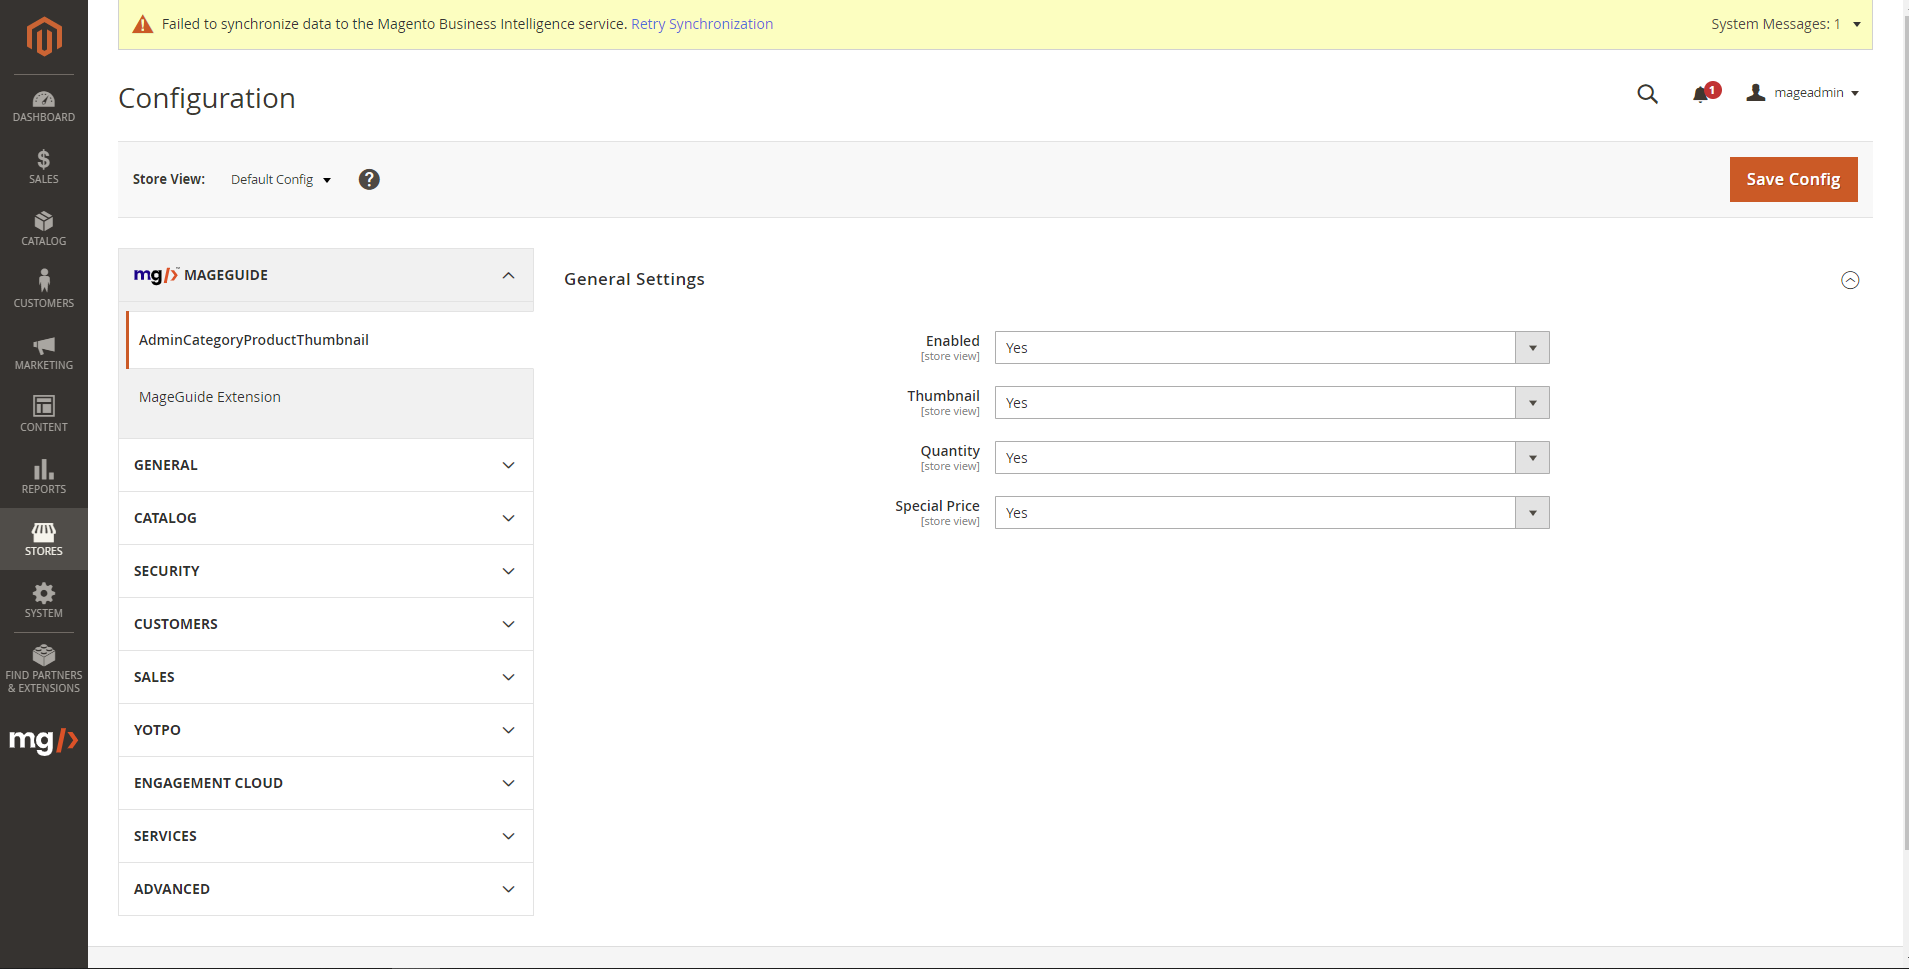 Failed to synchronize data to the Magento Business Intelligence service. Retry Synchronization
System Messages: 1
Configuration
1
mageadmin
Store View: Default Config ?
Save Config
DASHBOARD
$
SALES
CATALOG
CUSTOMERS
MARKETING
CONTENT
REPORTS
STORES
SYSTEM
FIND PARTNERS
& EXTENSIONS
mg/>
mg/> MAGEGUIDE
AdminCategoryProductThumbnail
MageGuide Extension
GENERAL
CATALOG
SECURITY
CUSTOMERS
SALES
YOTPO
ENGAGEMENT CLOUD
SERVICES
ADVANCED
General Settings
Enabled
[store view]
Yes
Thumbnail
[store view]
Yes
Quantity
[store view]
Yes
Special Price
[store view]
Yes